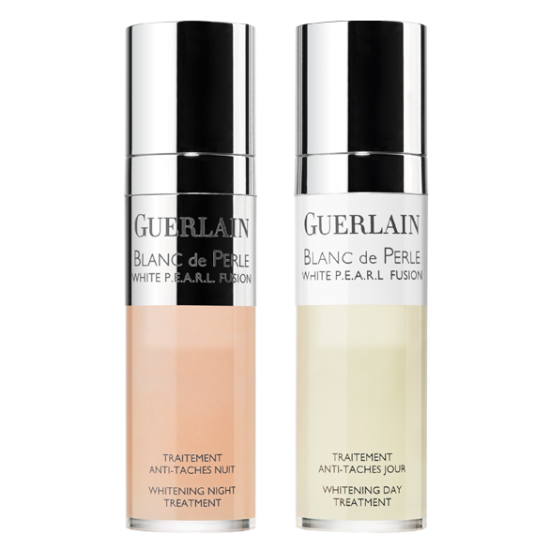 GUERLAIN
BLANC de PERLE
WHITE P.E.A.R.L. FUSION
TRAITEMENT
ANTI-TACHES NUIT
WHITENING NIGHT
TREATMENT
GUERLAIN
BLANC de PERLE
WHITE P.E.A.R.L. FUSION
TRAITEMENT
ANTI-TACHES JOUR
WHITENING DAY
TREATMENT